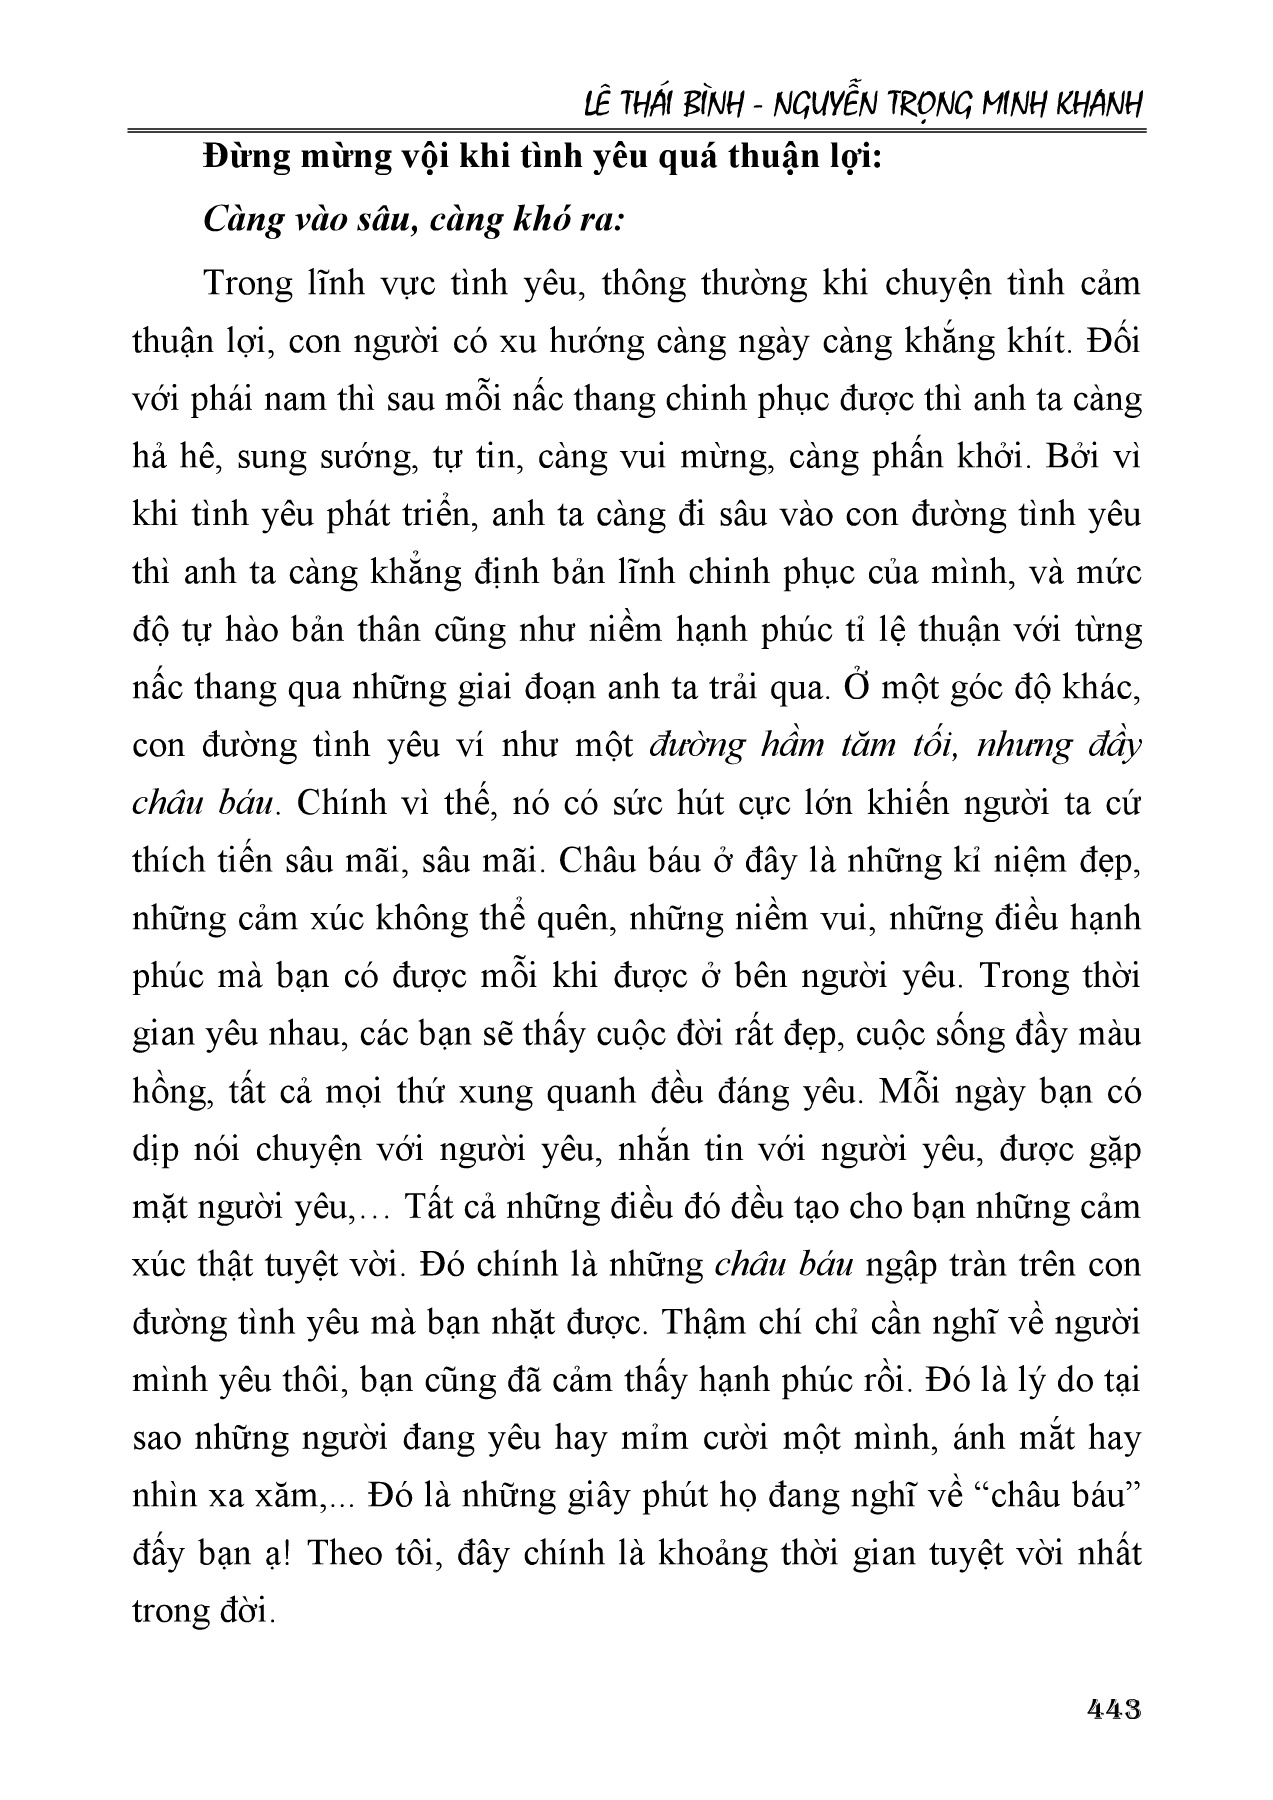 LÊ THÁI BÌNH - NGUYỄN TRỌNG MINH KHANH
Đừng mừng vội khi tình yêu quá thuận lợi:
Càng vào sâu, càng khó ra:
Trong lĩnh vực tình yêu, thông thường khi chuyện tình cảm
thuận lợi, con người có xu hướng càng ngày càng khắng khít. Đối
với phái nam thì sau mỗi nấc thang chinh phục được thì anh ta càng
hả hê, sung sướng, tự tin, càng vui mừng, càng phấn khởi. Bởi vì
khi tình yêu phát triển, anh ta càng đi sâu vào con đường tình yêu
thì anh ta càng khẳng định bản lĩnh chinh phục của mình, và mức
độ tự hào bản thân cũng như niềm hạnh phúc tỉ lệ thuận với từng
nấc thang qua những giai đoạn anh ta trải qua. Ở một góc độ khác,
con đường tình yêu ví như một đường hầm tăm tối, nhưng đầy
châu báu. Chính vì thế, nó có sức hút cực lớn khiến người ta cứ
thích tiến sâu mãi, sâu mãi. Châu báu ở đây là những kỉ niệm đẹp,
những cảm xúc không thể quên, những niềm vui, những điều hạnh
phúc mà bạn có được mỗi khi được ở bên người yêu. Trong thời
gian yêu nhau, các bạn sẽ thấy cuộc đời rất đẹp, cuộc sống đầy màu
hồng, tất cả mọi thứ xung quanh đều đáng yêu. Mỗi ngày bạn có
dịp nói chuyện với người yêu, nhắn tin với người yêu, được gặp
mặt người yêu,… Tất cả những điều đó đều tạo cho bạn những cảm
xúc thật tuyệt vời. Đó chính là những châu báu ngập tràn trên con
đường tình yêu mà bạn nhặt được. Thậm chí chỉ cần nghĩ về người
mình yêu thôi, bạn cũng đã cảm thấy hạnh phúc rồi. Đó là lý do tại
sao những người đang yêu hay mỉm cười một mình, ánh mắt hay
nhìn xa xăm,... Đó là những giây phút họ đang nghĩ về “châu báu”
đấy bạn ạ! Theo tôi, đây chính là khoảng thời gian tuyệt vời nhất
trong đời.
443